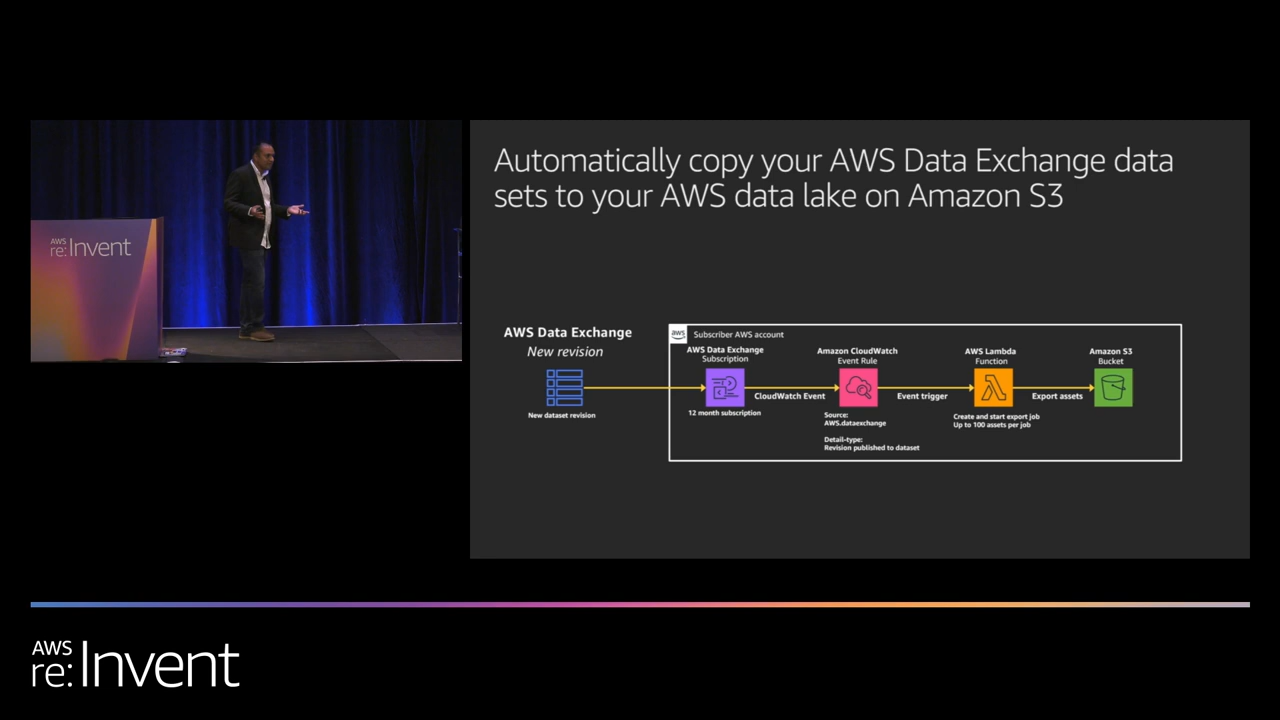 AWS
re:Invent
Automatically copy your AWS Data Exchange data
sets to your AWS data lake on Amazon S3
AWS Data Exchange
New revision
New dataset revision
aws
Subscriber AWS account
AWS Data Exchange
Subscription
12 month subscription
CloudWatch Event
Amazon CloudWatch
Event Rule
Source:
AWS.dataexchange
Detail-type:
Revision published to dataset
Event trigger
AWS Lambda
Function
Create and start export job
Up to 100 assets per job
Export assets
Amazon S3
Bucket
AWS
re:Invent